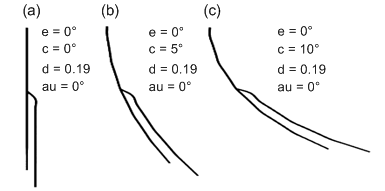 (a)
e = 0°
c = 0°
d = 0.19
au = 0°
(b)
e = 0°
c = 5°
d = 0.19
au = 0°
(c)
e = 0°
c = 10°
d = 0.19
au = 0°